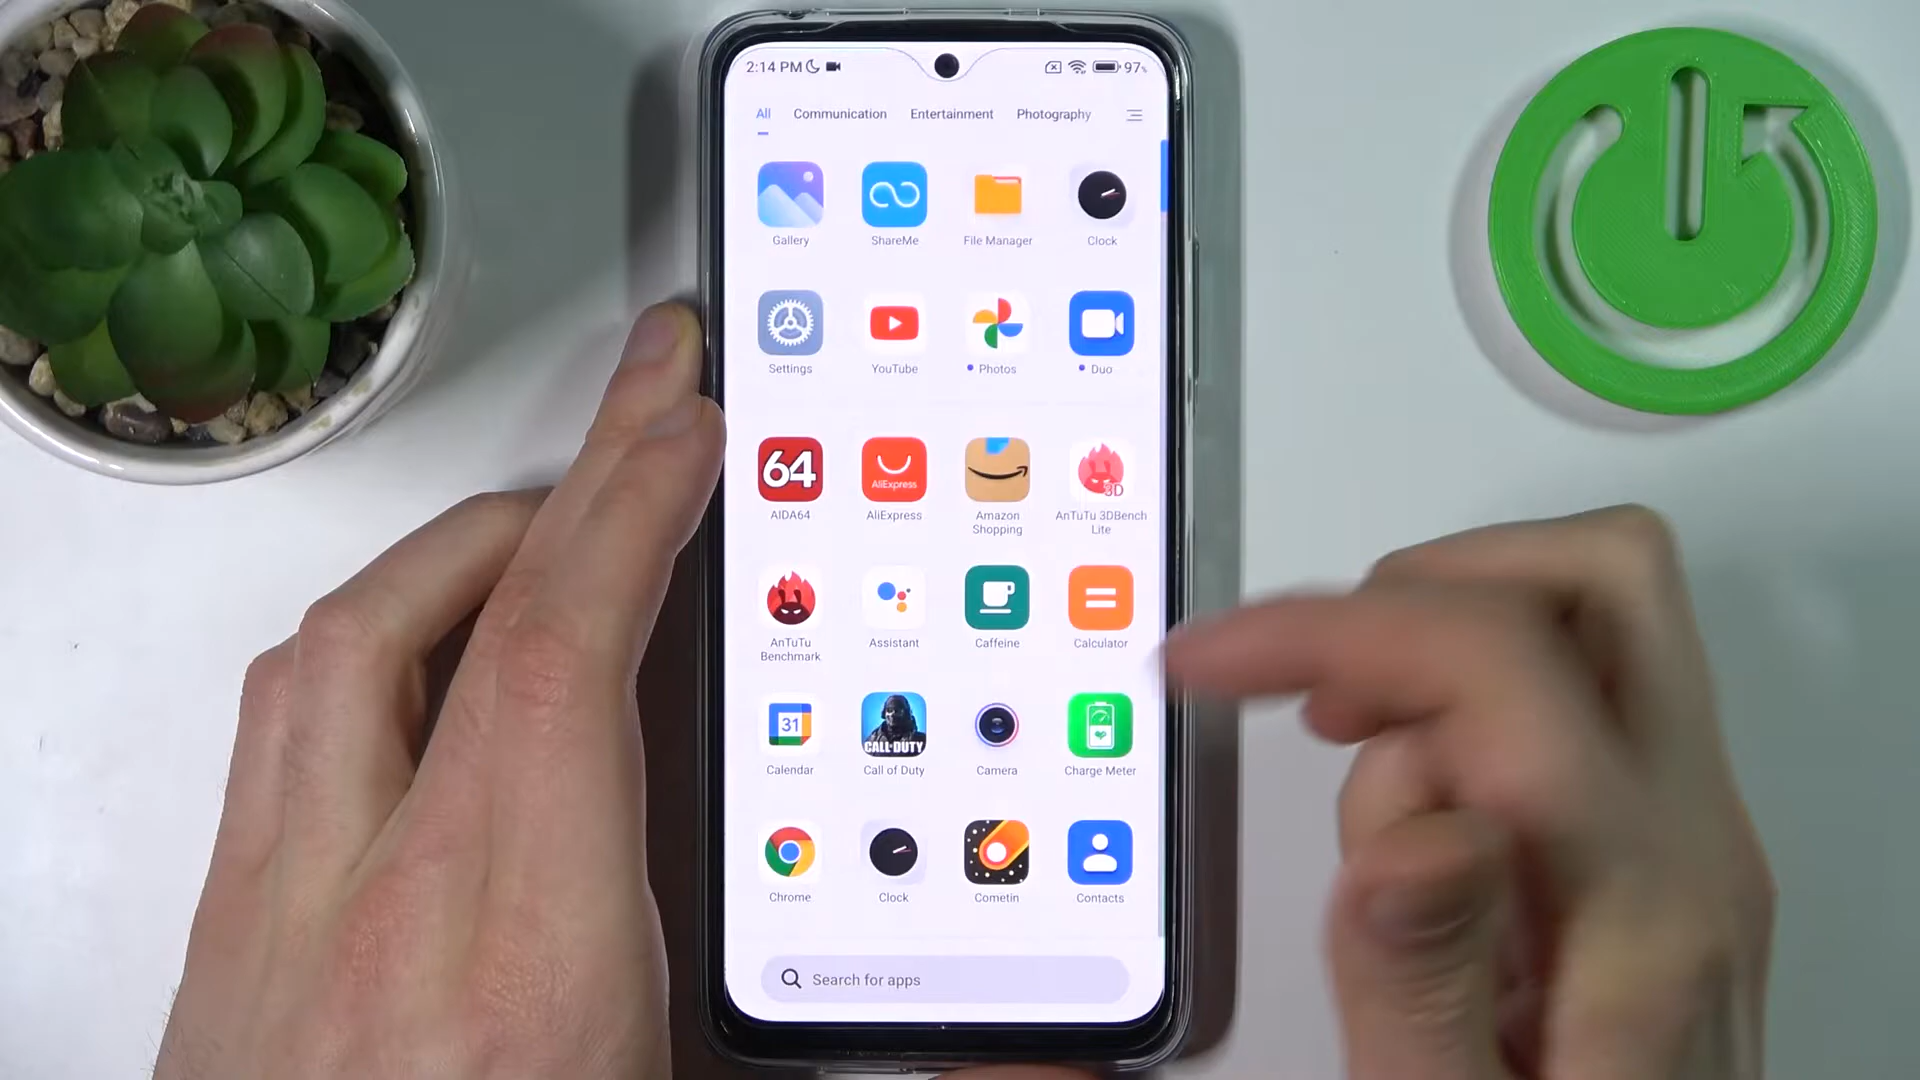 2:14 PM 97%
All Communication Entertainment Photography
Gallery ShareMe File Manager Clock
Settings YouTube Photos Duo
64 AliExpress 3D
AIDA64 AliExpress Amazon Shopping AnTuTu 3DBench Lite
AnTuTu Benchmark Assistant Caffeine Calculator
31 CALL OF DUTY
Calendar Call of Duty Camera Charge Meter
Chrome Clock Cometin Contacts
Search for apps